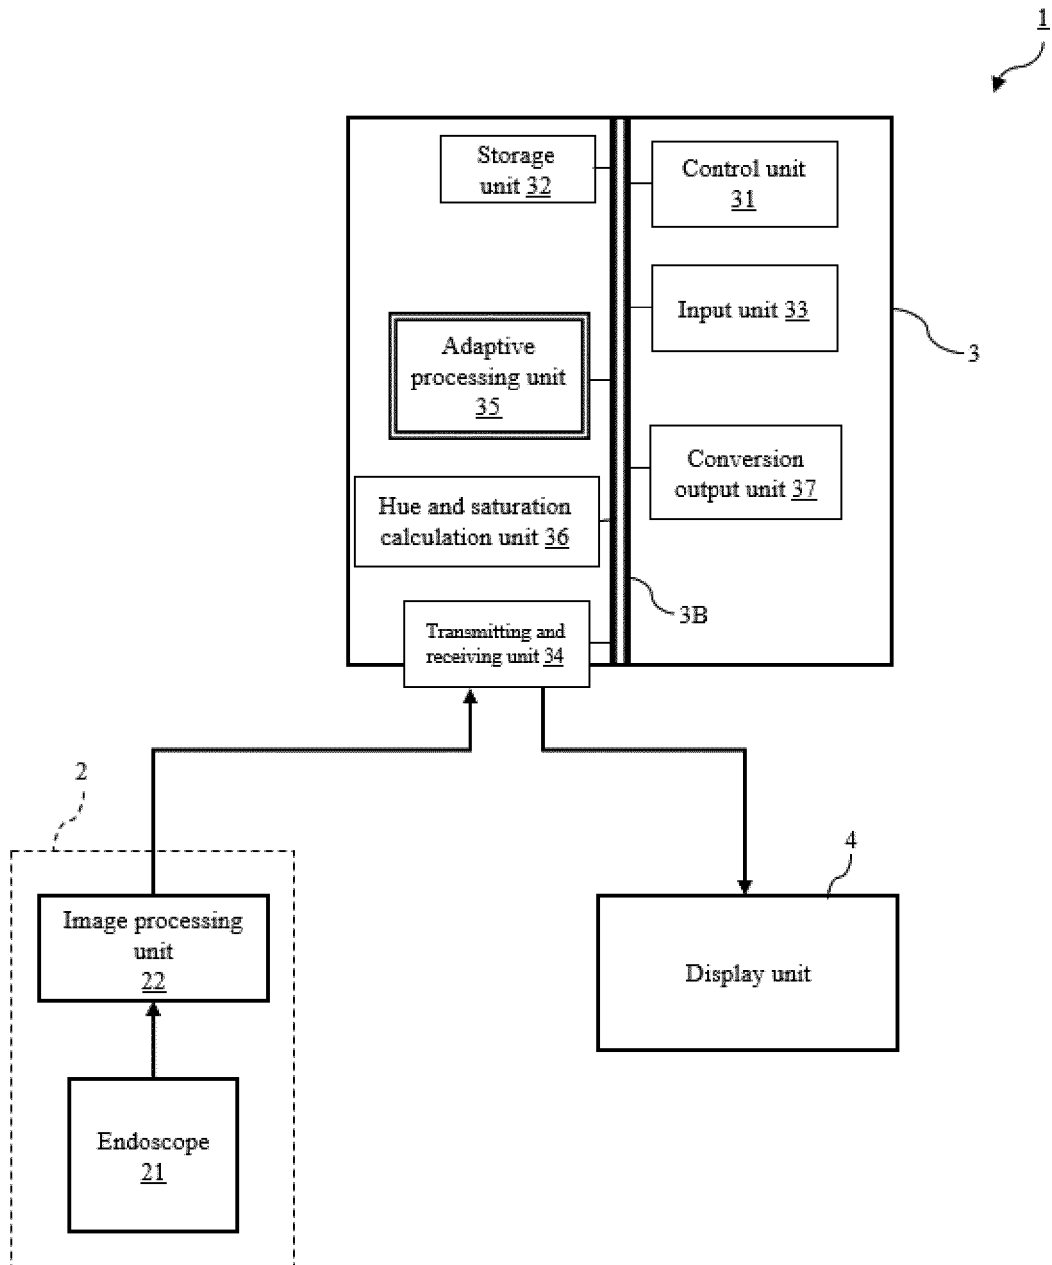 1
Storage
unit 32
Control unit
31
Input unit 33
3
Adaptive
processing unit
35
Conversion
output unit 37
Hue and saturation
calculation unit 36
3B
Transmitting and
receiving unit 34
2
4
Image processing
unit
22
Display unit
Endoscope
21